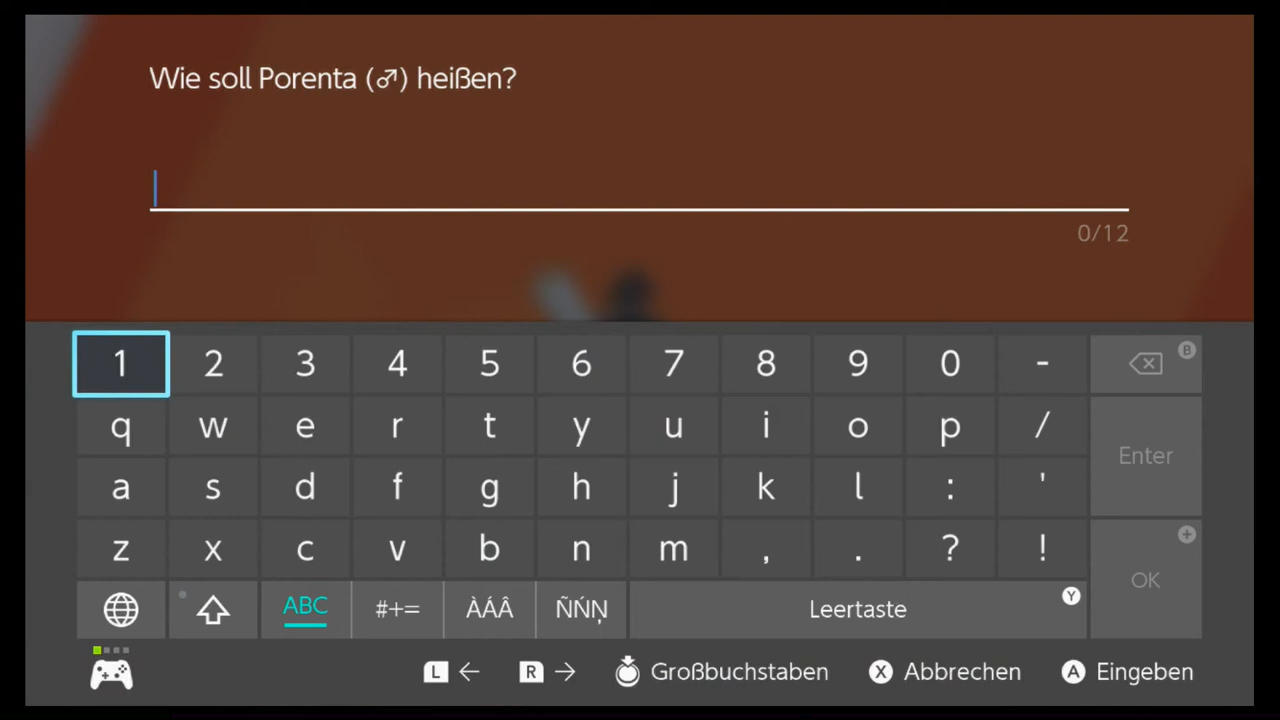 Wie soll Porenta (♂) heißen?
0/12
1 2 3 4 5 6 7 8 9 0 - B
q w e r t y u i o p /
Enter
a s d f g h j k l : '
z x c v b n m , . ? ! +
OK
ABC #+= ÀÁÂ ÑŃŅ Leertaste Y
L ← R → Großbuchstaben X Abbrechen A Eingeben